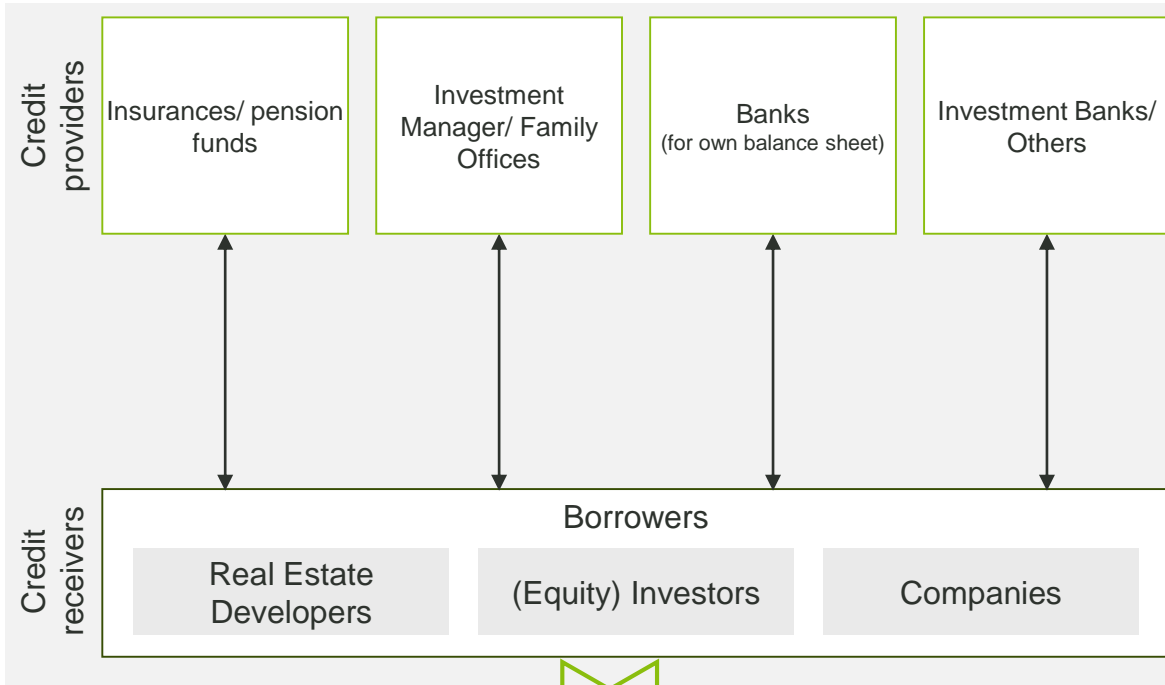 Credit
providers
Insurances/ pension
funds
Investment
Manager/ Family
Offices
Banks
(for own balance sheet)
Investment Banks/
Others
Credit
receivers
Borrowers
Real Estate
Developers
(Equity) Investors
Companies